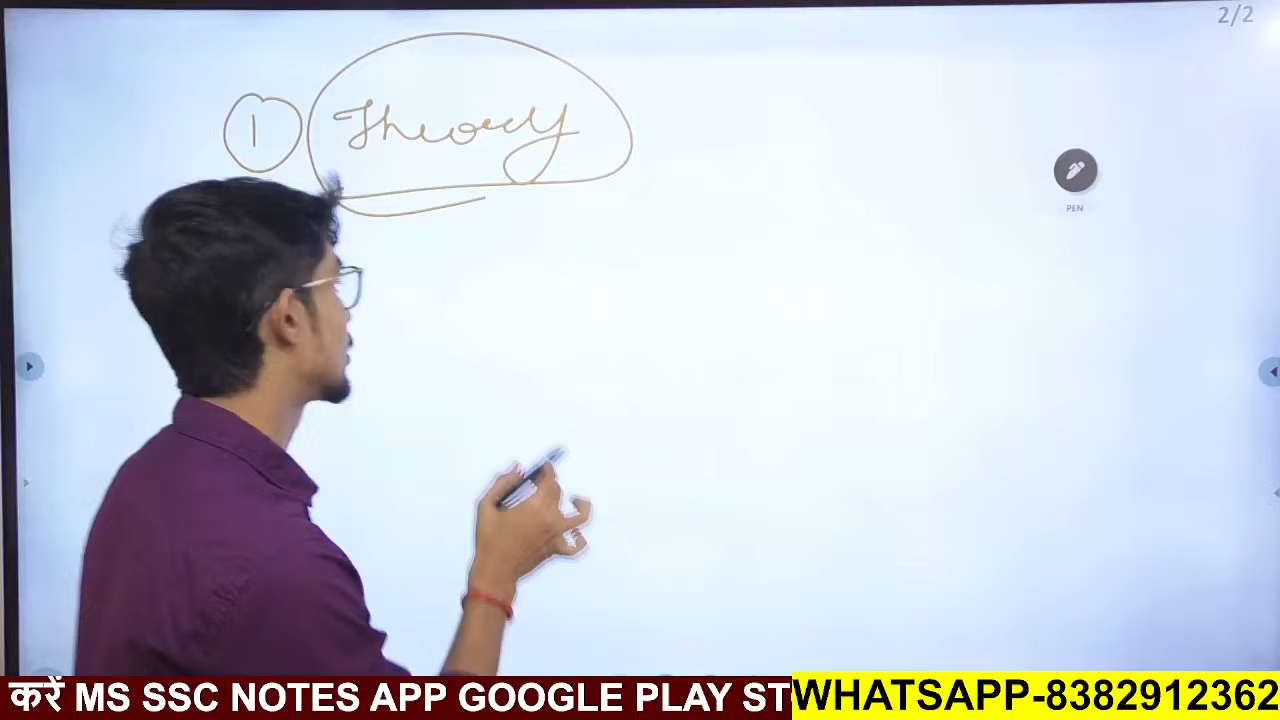 2/2
1 Theory
PEN
करें MS SSC NOTES APP GOOGLE PLAY ST
WHATSAPP-8382912362